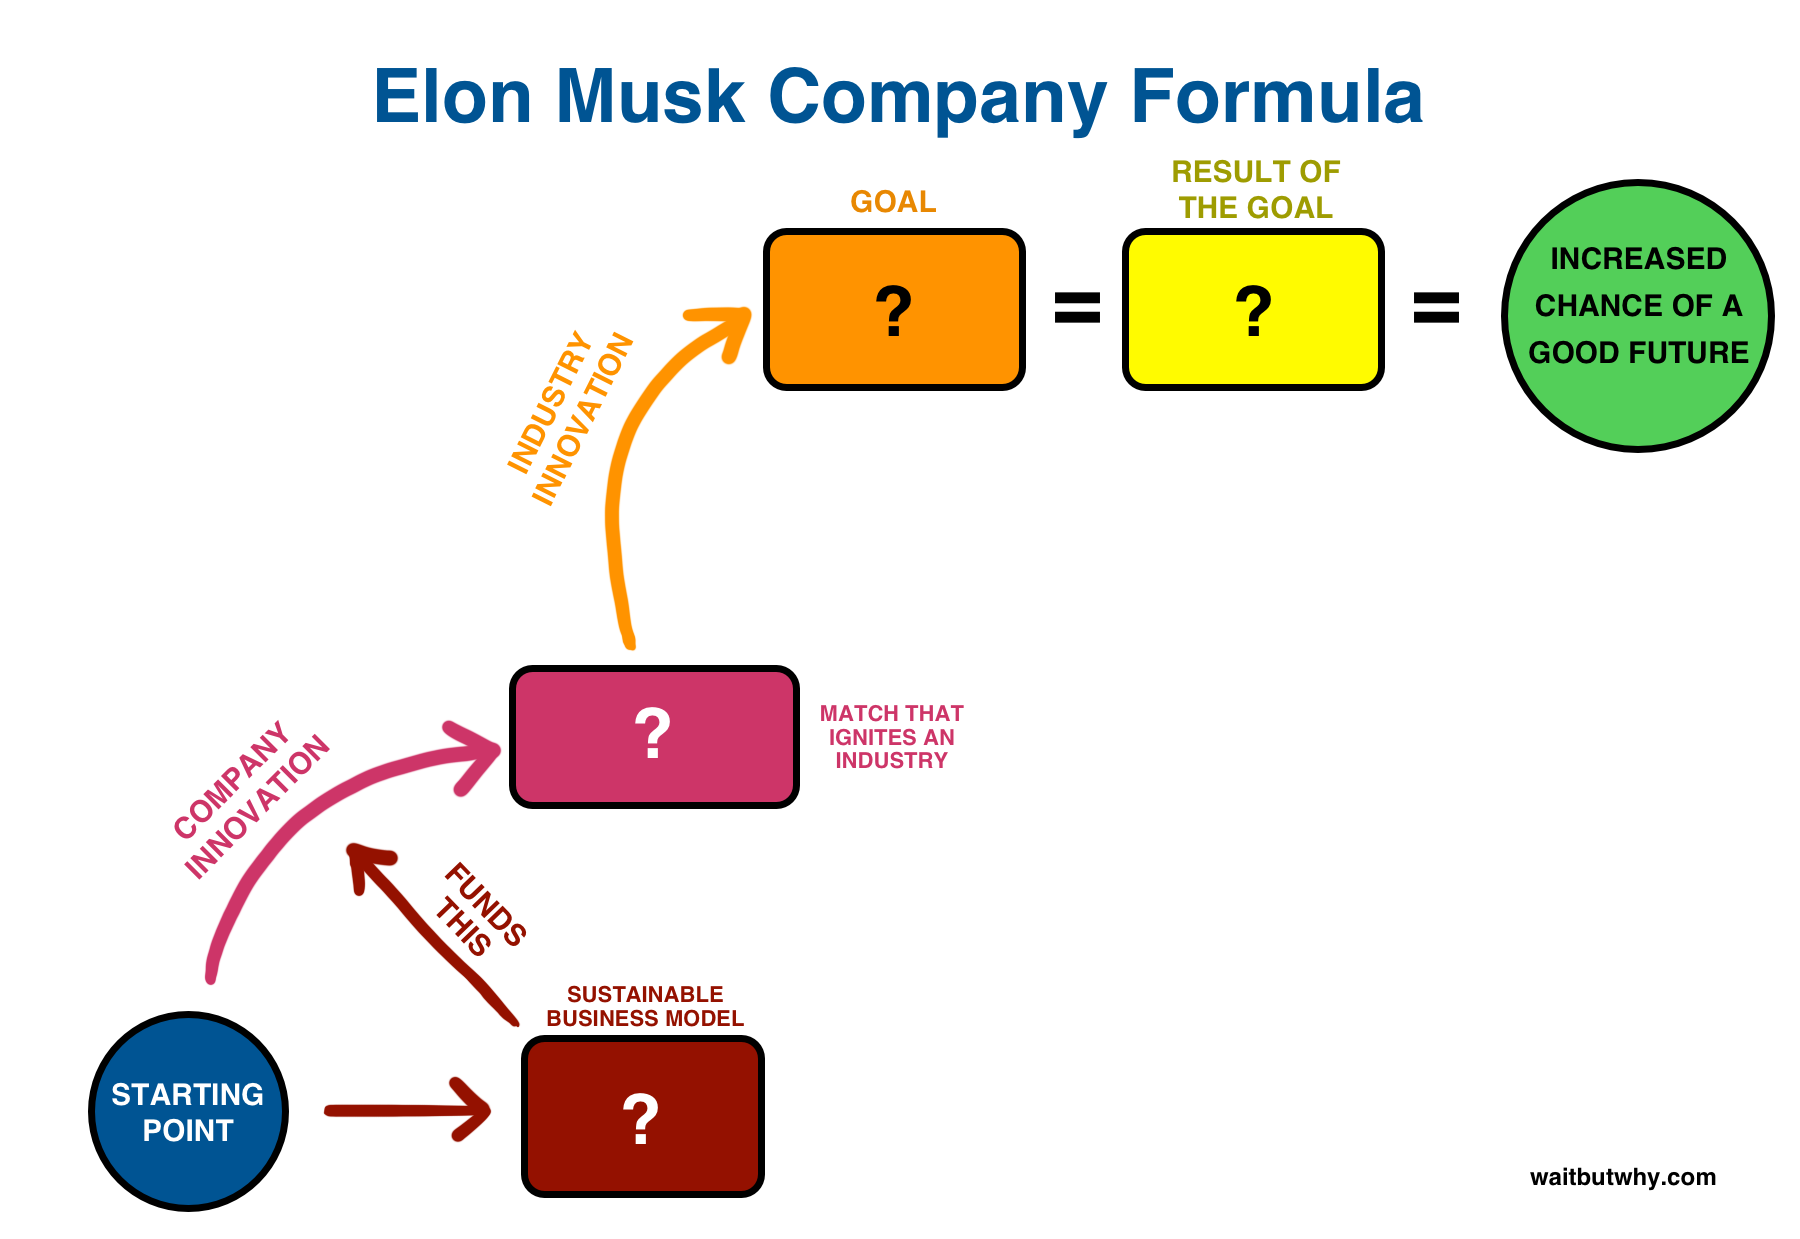 Elon Musk Company Formula
GOAL
?
=
RESULT OF
THE GOAL
?
=
INCREASED
CHANCE OF A
GOOD FUTURE
INDUSTRY
INNOVATION
?
MATCH THAT
IGNITES AN
INDUSTRY
COMPANY
INNOVATION
FUNDS
THIS
SUSTAINABLE
BUSINESS MODEL
?
STARTING
POINT
waitbutwhy.com